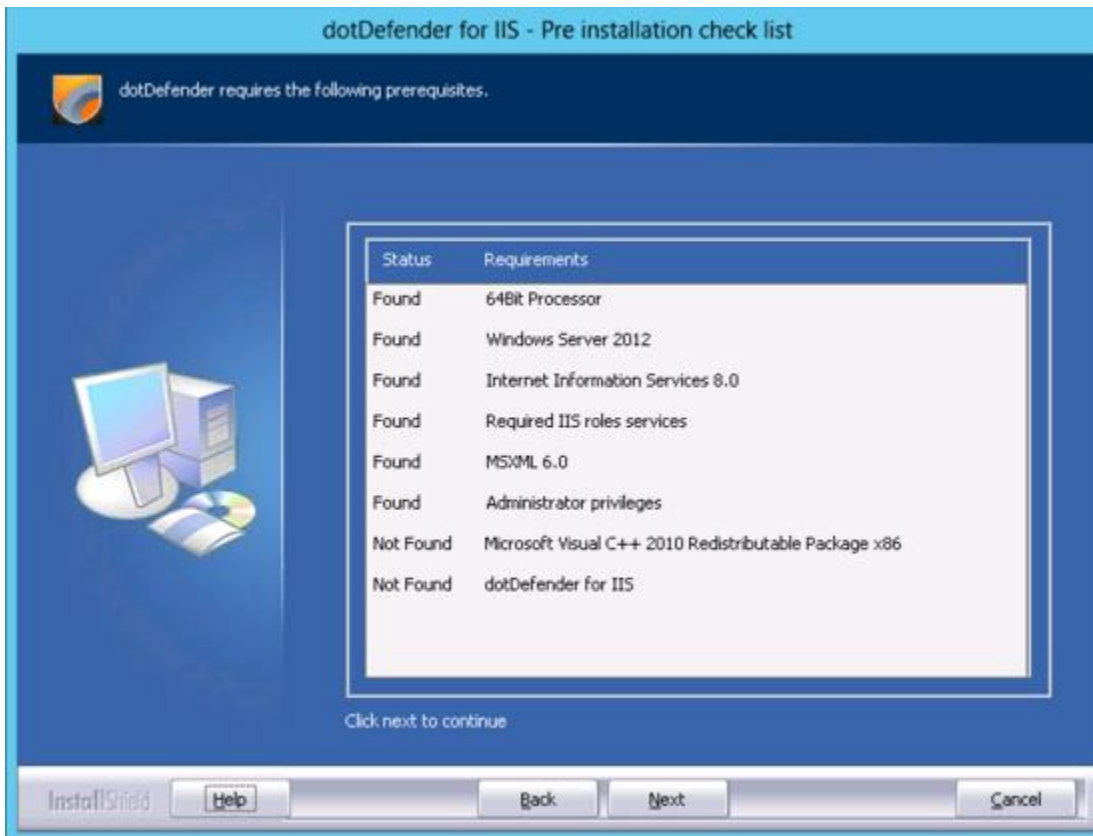 dotDefender for IIS - Pre installation check list
dotDefender requires the following prerequisites.
Status Requirements
Found 64Bit Processor
Found Windows Server 2012
Found Internet Information Services 8.0
Found Required IIS roles services
Found MSXML 6.0
Found Administrator privileges
Not Found Microsoft Visual C++ 2010 Redistributable Package x86
Not Found dotDefender for IIS
Click next to continue
InstallShield Help Back Next Cancel